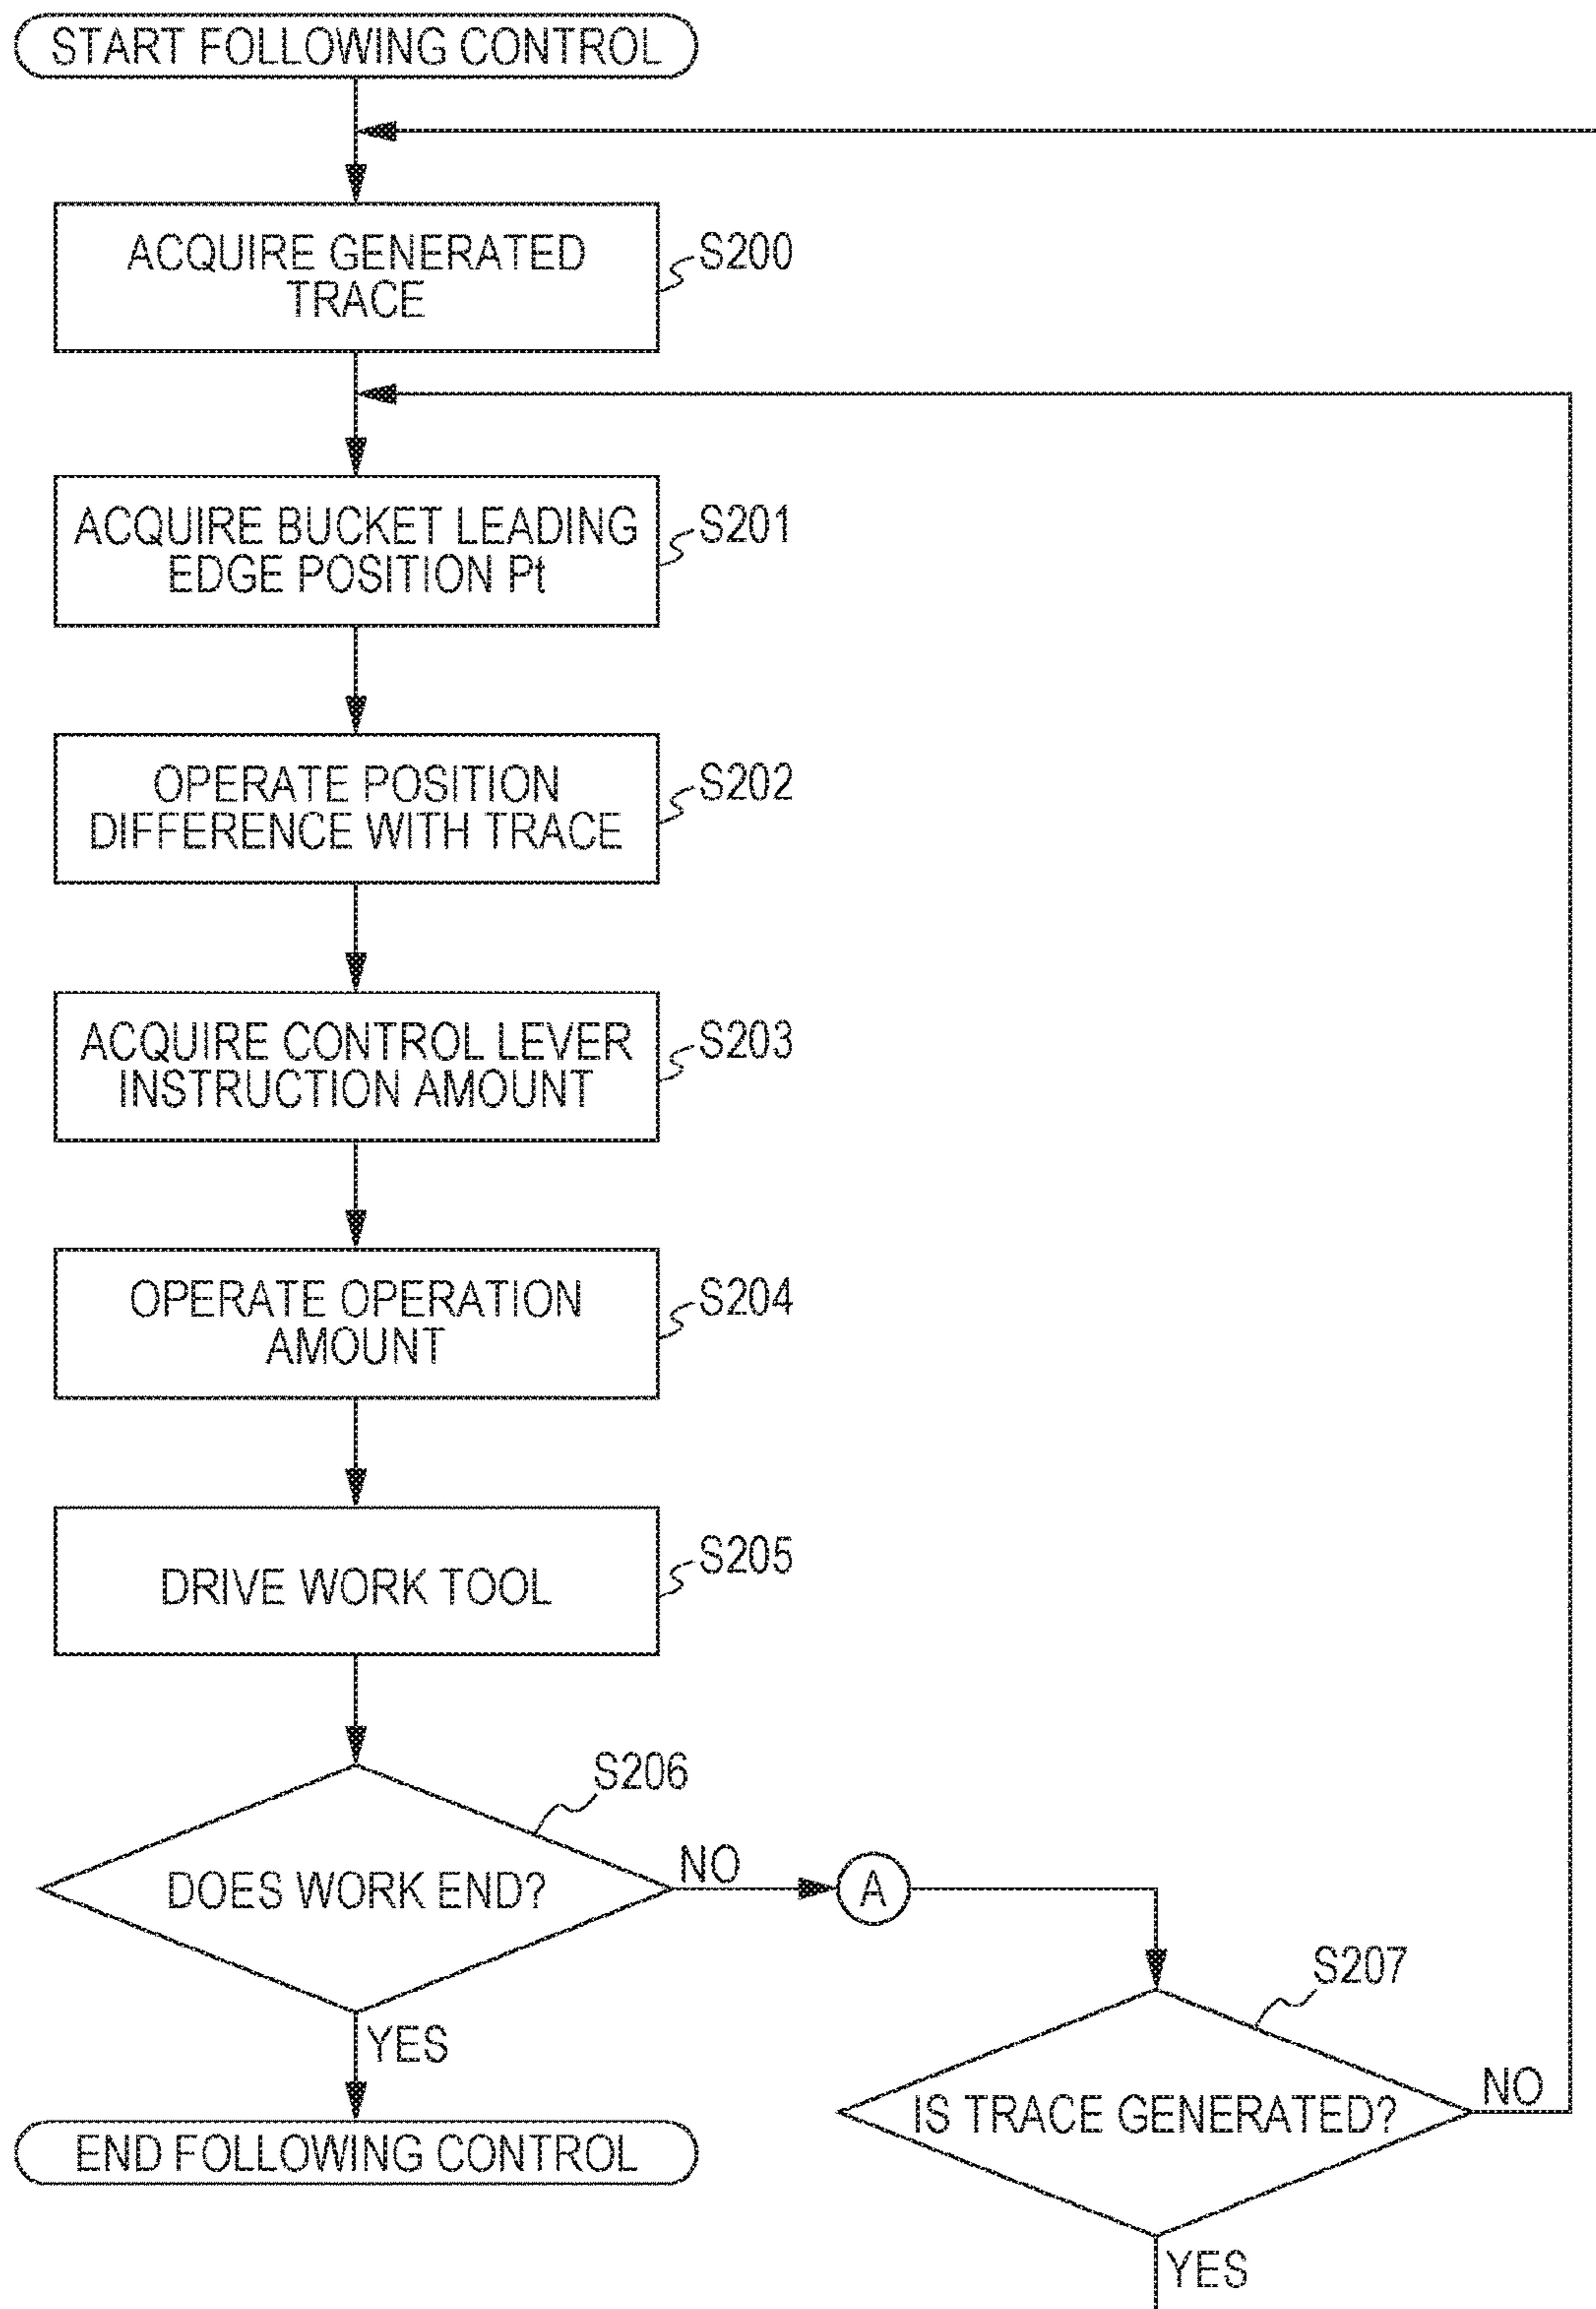 START FOLLOWING CONTROL
ACQUIRE GENERATED
TRACE
S200
ACQUIRE BUCKET LEADING
EDGE POSITION Pt
S201
OPERATE POSITION
DIFFERENCE WITH TRACE
S202
ACQUIRE CONTROL LEVER
INSTRUCTION AMOUNT
S203
OPERATE OPERATION
AMOUNT
S204
DRIVE WORK TOOL
S205
S206
DOES WORK END?
NO
A
YES
S207
IS TRACE GENERATED?
NO
END FOLLOWING CONTROL
YES